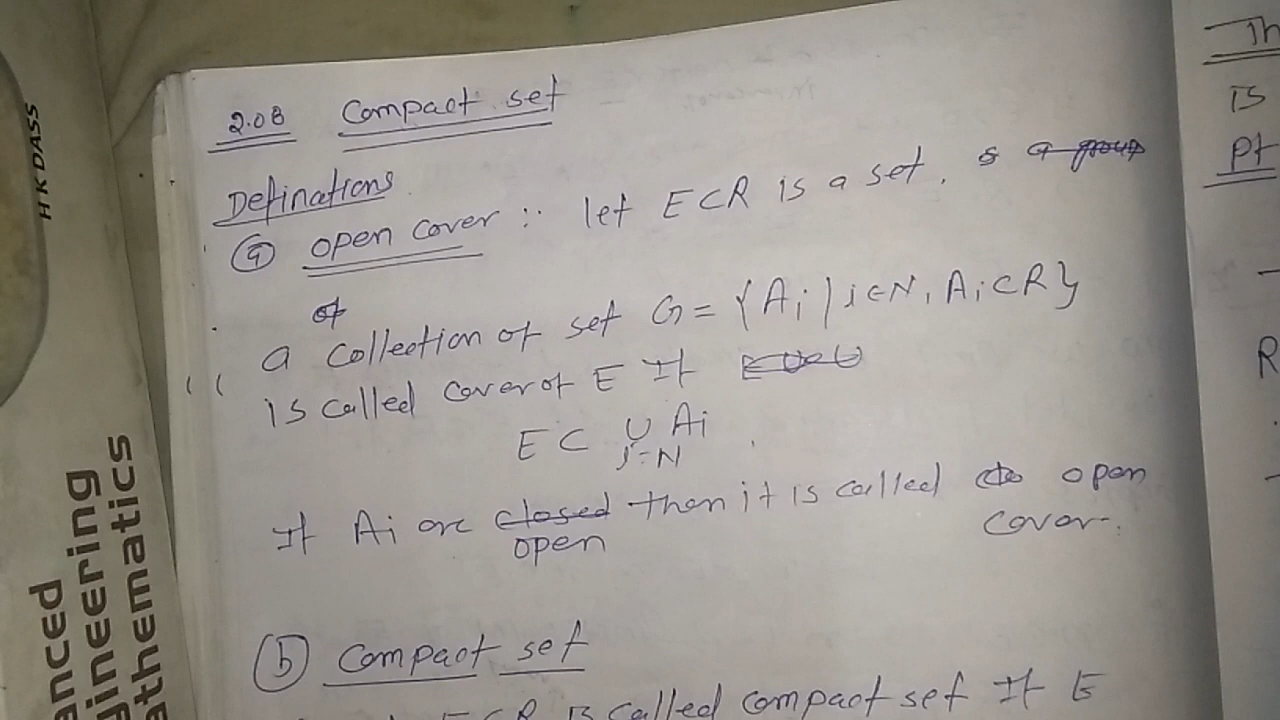 2.08 Compact set
Definations
(a) open cover :. let E⊂R is a set,
a collection of set G = {Ai / i∈N, Ai⊂R}
is called cover of E If
E ⊂ ∪ Ai
i=N
If Ai are closed then it is called open
open cover.
(b) compact set
E⊂R is called compact set If E
H K DASS
anced
gineering
athematics
Th
is
Pt
R